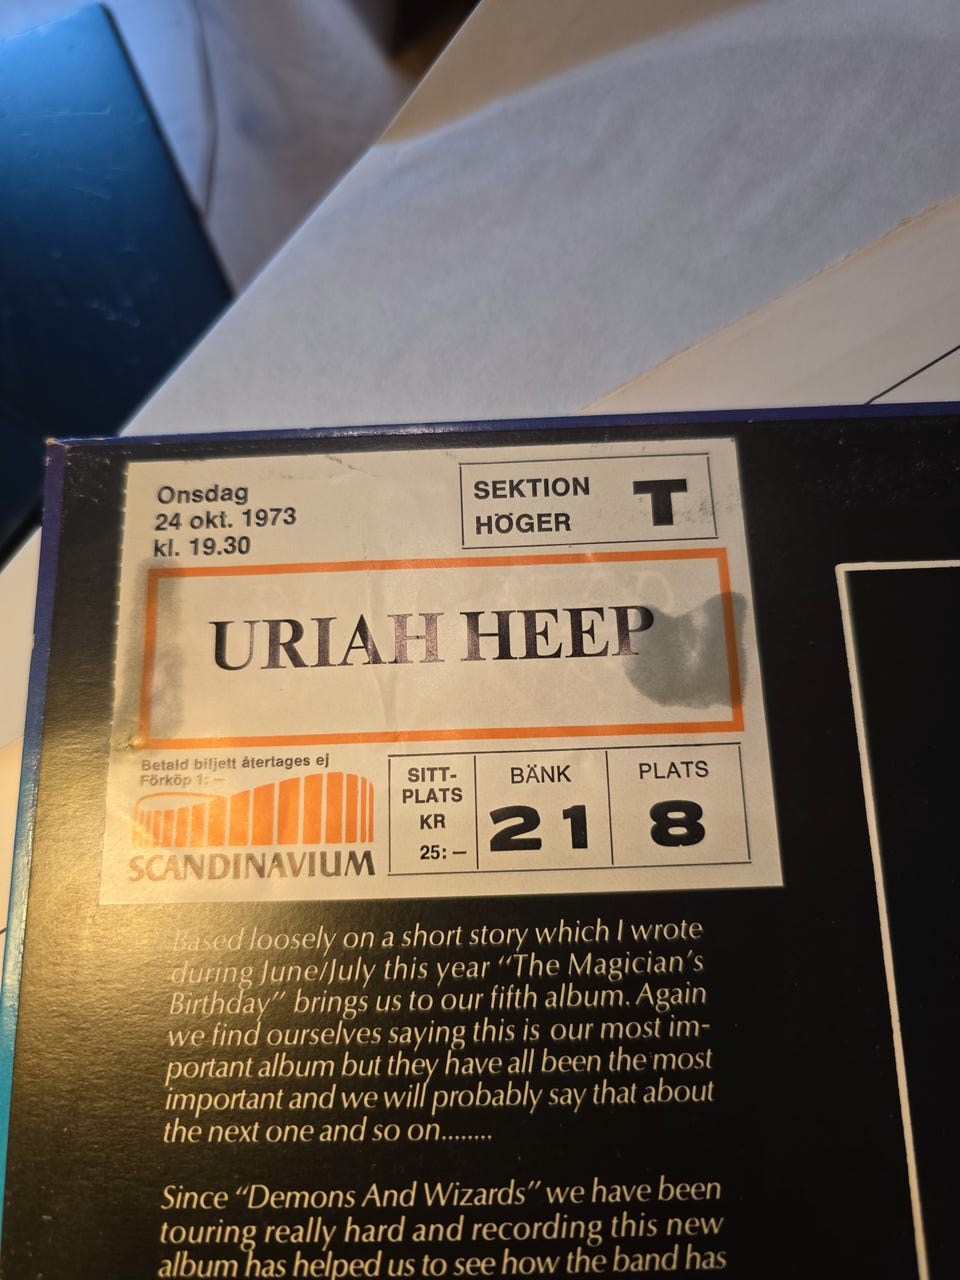 Onsdag
24 okt. 1973
kl. 19.30
SEKTION T
HÖGER
URIAH HEEP
Betald biljett återtages ej
Förköp 1: –
SCANDINAVIUM
SITT-
PLATS
KR
25: –
BÄNK
21
PLATS
8
Based loosely on a short story which I wrote
during June/July this year “The Magician’s
Birthday” brings us to our fifth album. Again
we find ourselves saying this is our most im-
portant album but they have all been the most
important and we will probably say that about
the next one and so on........
Since “Demons And Wizards” we have been
touring really hard and recording this new
album has helped us to see how the band has